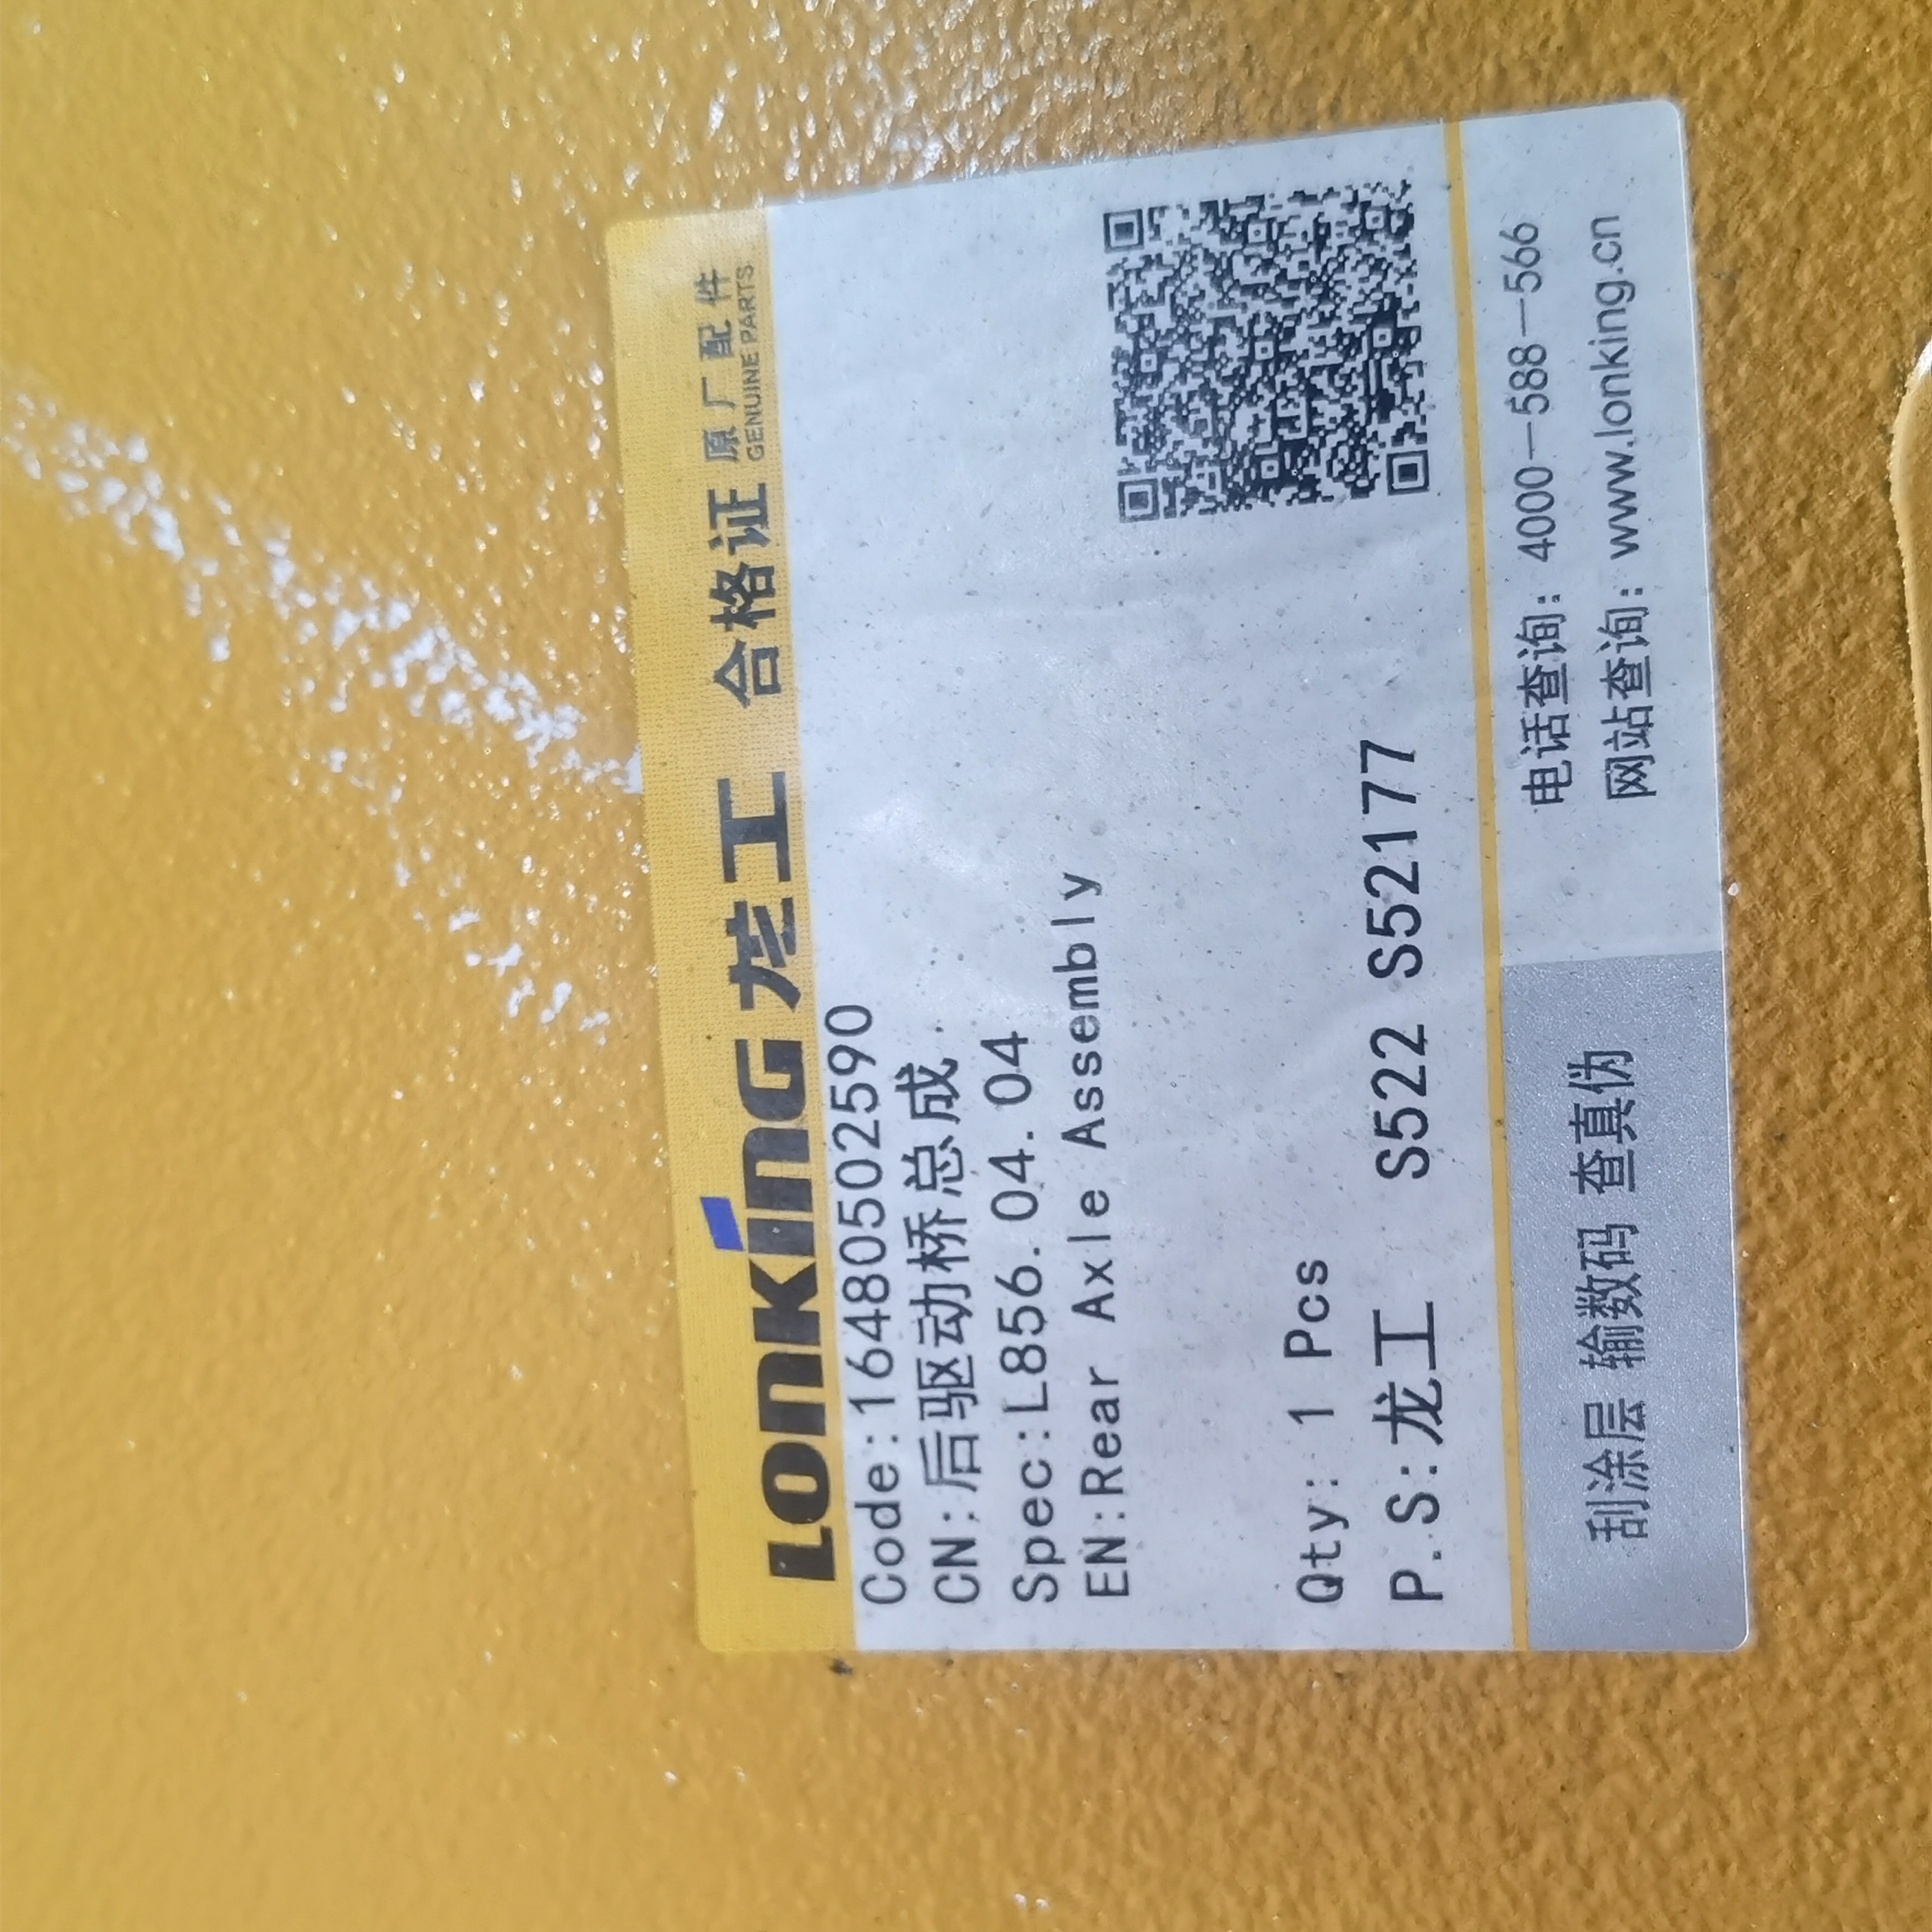 LONKING 龙工 合格证 原厂配件
GENUINE PARTS
Code:16480502590
CN:后驱动桥总成
Spec:L856.04.04
EN:Rear Axle Assembly
Qty: 1 Pcs
P.S:龙工 S522 S52177
刮涂层 输数码 查真伪
电话查询：4000-588-566
网站查询：www.lonking.cn